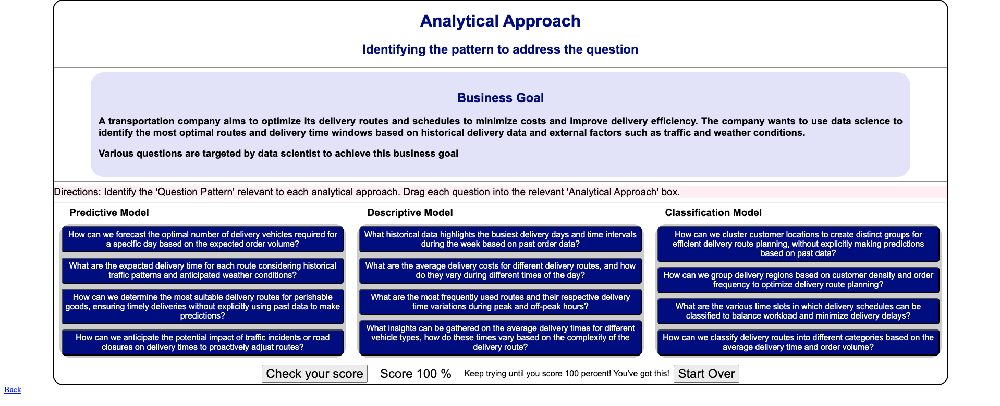 Analytical Approach
Identifying the pattern to address the question
Business Goal
A transportation company aims to optimize its delivery routes and schedules to minimize costs and improve delivery efficiency. The company wants to use data science to
identify the most optimal routes and delivery time windows based on historical delivery data and external factors such as traffic and weather conditions.
Various questions are targeted by data scientist to achieve this business goal
Directions: Identify the 'Question Pattern' relevant to each analytical approach. Drag each question into the relevant 'Analytical Approach' box.
Predictive Model
How can we forecast the optimal number of delivery vehicles required for
a specific day based on the expected order volume?
What are the expected delivery time for each route considering historical
traffic patterns and anticipated weather conditions?
How can we determine the most suitable delivery routes for perishable
goods, ensuring timely deliveries without explicitly using past data to make
predictions?
How can we anticipate the potential impact of traffic incidents or road
closures on delivery times to proactively adjust routes?
Descriptive Model
What historical data highlights the busiest delivery days and time intervals
during the week based on past order data?
What are the average delivery costs for different delivery routes, and how
do they vary during different times of the day?
What are the most frequently used routes and their respective delivery
time variations during peak and off-peak hours?
What insights can be gathered on the average delivery times for different
vehicle types, how do these times vary based on the complexity of the
delivery route?
Classification Model
How can we cluster customer locations to create distinct groups for
efficient delivery route planning, without explicitly making predictions
based on past data?
How can we group delivery regions based on customer density and order
frequency to optimize delivery route planning?
What are the various time slots in which delivery schedules can be
classified to balance workload and minimize delivery delays?
How can we classify delivery routes into different categories based on the
average delivery time and order volume?
Check your score Score 100 % Keep trying until you score 100 percent! You've got this! Start Over
Back